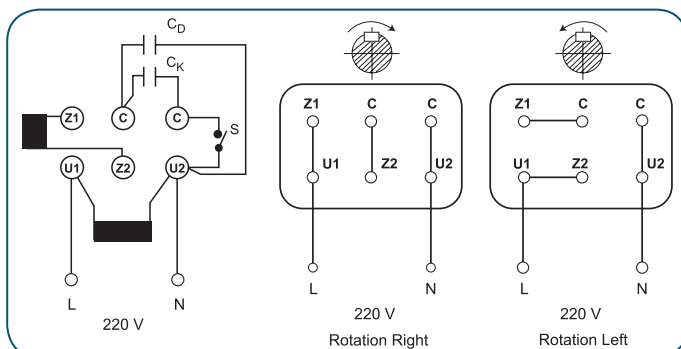 C_D
C_K
Z1 C C S
U1 Z2 U2
L N
220 V
Z1 C C
U1 Z2 U2
L N
220 V
Rotation Right
Z1 C C
U1 Z2 U2
L N
220 V
Rotation Left